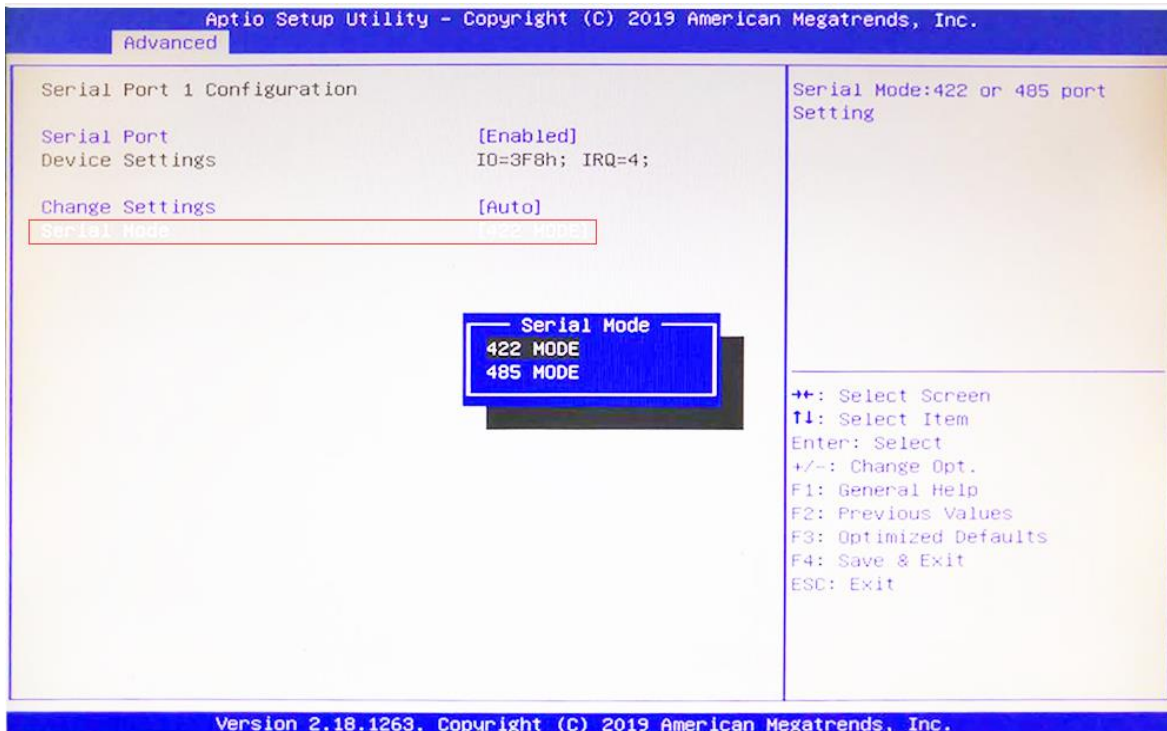 Aptio Setup Utility – Copyright (C) 2019 American Megatrends, Inc.
Advanced
Serial Port 1 Configuration
Serial Port [Enabled]
Device Settings IO=3F8h; IRQ=4;
Change Settings [Auto]
Serial Mode [422 MODE]
Serial Mode
422 MODE
485 MODE
Serial Mode:422 or 485 port
Setting
→←: Select Screen
↑↓: Select Item
Enter: Select
+/-: Change Opt.
F1: General Help
F2: Previous Values
F3: Optimized Defaults
F4: Save & Exit
ESC: Exit
Version 2.18.1263. Copyright (C) 2019 American Megatrends, Inc.